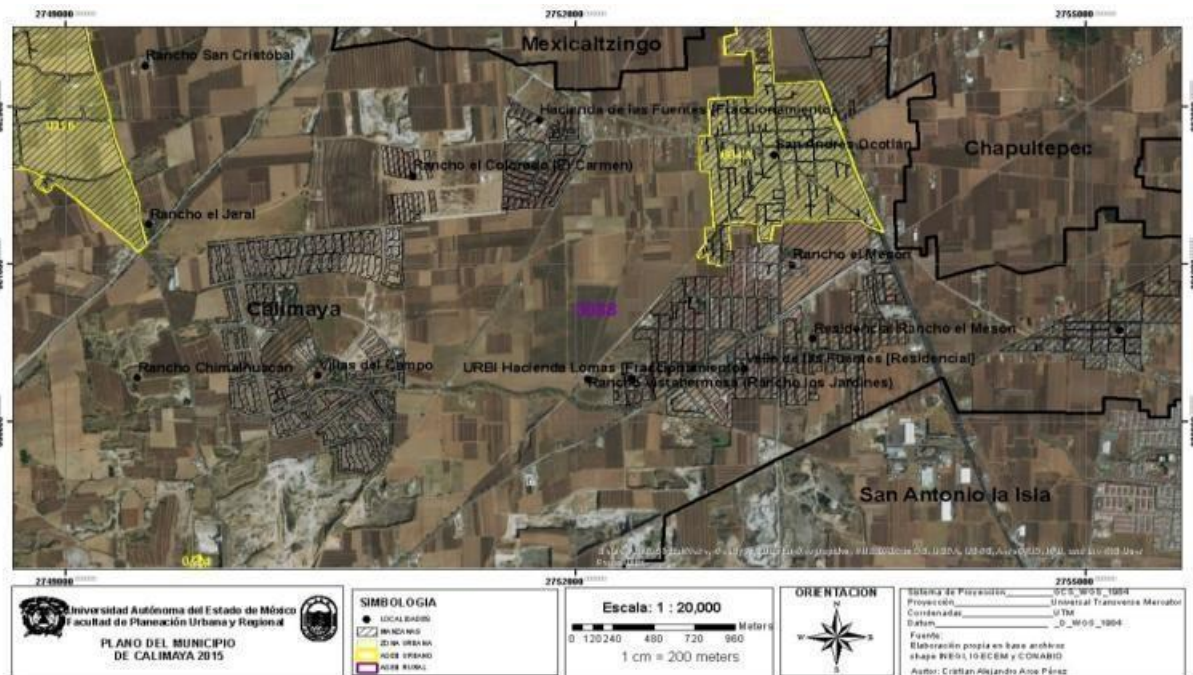 2749000 2752000 2755000
Mexicaltzingo
Rancho San Cristóbal
Hacienda de las Fuentes [Fraccionamiento]
San Andrés Ocotlán
Chapultepec
Rancho el Colorado (El Carmen)
Rancho el Jaral
Rancho el Mesón
Calimaya
Residencial Rancho el Mesón
Valle de las Fuentes [Residencial]
Rancho Chimalhuacán
Villas del Campo
URBI Hacienda Lomas [Fraccionamiento]
Rancho Vistahermosa (Rancho los Jardines)
San Antonio la Isla
2749000 2752000 2755000
Universidad Autónoma del Estado de México
Facultad de Planeación Urbana y Regional
PLANO DEL MUNICIPIO
DE CALIMAYA 2015
SIMBOLOGIA
LOCALIDADES
MANZANAS
ZONA URBANA
AGEB URBANO
AGEB RURAL
Escala: 1 : 20,000
Meters
0 120 240 480 720 960
1 cm = 200 meters
ORIENTACION
N
W E
S
Sistema de Proyección GCS_WGS_1984
Proyección Universal Transverse Mercator
Cordenadas UTM
Datum _D_WGS_1984
Fuente:
Elaboración propia en base archivos
shape INEGI, IGECEM y CONABIO
Autor: Cristian Alejandro Arce Pérez